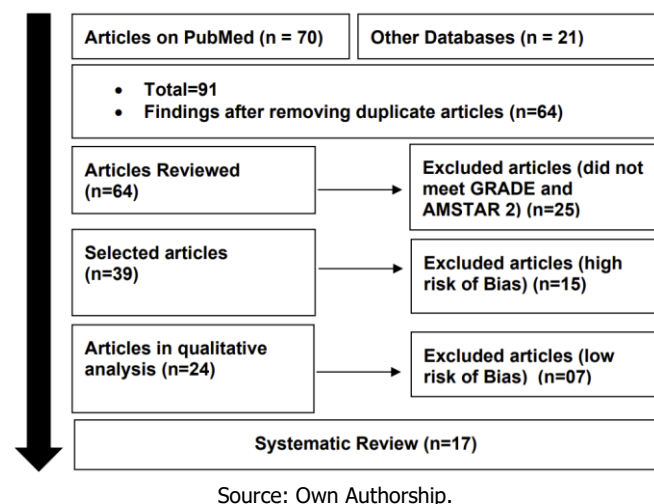 Articles on PubMed (n = 70)
Other Databases (n = 21)
• Total=91
• Findings after removing duplicate articles (n=64)
Articles Reviewed
(n=64)
Excluded articles (did not
meet GRADE and
AMSTAR 2) (n=25)
Selected articles
(n=39)
Excluded articles (high
risk of Bias) (n=15)
Articles in qualitative
analysis (n=24)
Excluded articles (low
risk of Bias) (n=07)
Systematic Review (n=17)
Source: Own Authorship.